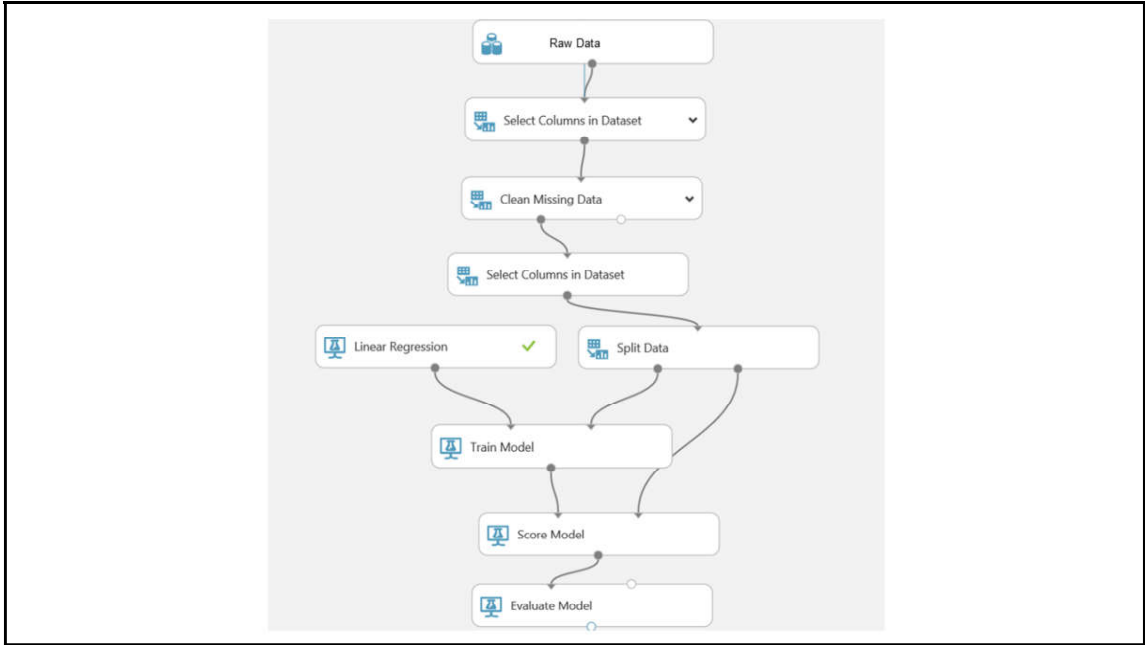 Raw Data
Select Columns in Dataset
Clean Missing Data
Select Columns in Dataset
Linear Regression
Split Data
Train Model
Score Model
Evaluate Model